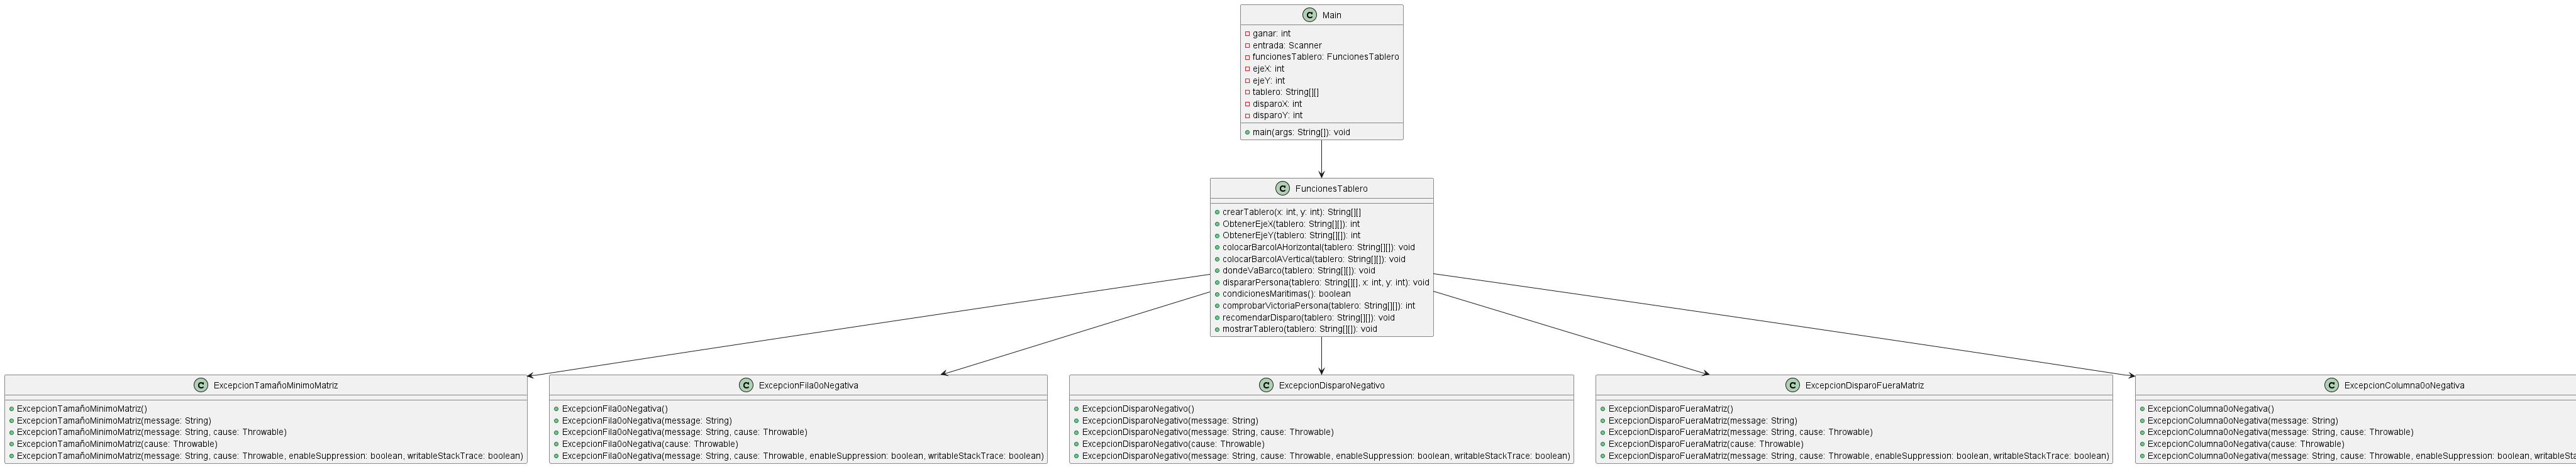 C Main
ganar: int
entrada: Scanner
funcionesTablero: FuncionesTablero
ejeX: int
ejeY: int
tablero: String[][]
disparoX: int
disparoY: int
main(args: String[]): void
C FuncionesTablero
crearTablero(x: int, y: int): String[][]
ObtenerEjeX(tablero: String[][]): int
ObtenerEjeY(tablero: String[][]): int
colocarBarcoIAHorizontal(tablero: String[][]): void
colocarBarcoIAVertical(tablero: String[][]): void
dondeVaBarco(tablero: String[][]): void
dispararPersona(tablero: String[][], x: int, y: int): void
condicionesMaritimas(): boolean
comprobarVictoriaPersona(tablero: String[][]): int
recomendarDisparo(tablero: String[][]): void
mostrarTablero(tablero: String[][]): void
C ExcepcionTamañoMinimoMatriz
ExcepcionTamañoMinimoMatriz()
ExcepcionTamañoMinimoMatriz(message: String)
ExcepcionTamañoMinimoMatriz(message: String, cause: Throwable)
ExcepcionTamañoMinimoMatriz(cause: Throwable)
ExcepcionTamañoMinimoMatriz(message: String, cause: Throwable, enableSuppression: boolean, writableStackTrace: boolean)
C ExcepcionFila0oNegativa
ExcepcionFila0oNegativa()
ExcepcionFila0oNegativa(message: String)
ExcepcionFila0oNegativa(message: String, cause: Throwable)
ExcepcionFila0oNegativa(cause: Throwable)
ExcepcionFila0oNegativa(message: String, cause: Throwable, enableSuppression: boolean, writableStackTrace: boolean)
C ExcepcionDisparoNegativo
ExcepcionDisparoNegativo()
ExcepcionDisparoNegativo(message: String)
ExcepcionDisparoNegativo(message: String, cause: Throwable)
ExcepcionDisparoNegativo(cause: Throwable)
ExcepcionDisparoNegativo(message: String, cause: Throwable, enableSuppression: boolean, writableStackTrace: boolean)
C ExcepcionDisparoFueraMatriz
ExcepcionDisparoFueraMatriz()
ExcepcionDisparoFueraMatriz(message: String)
ExcepcionDisparoFueraMatriz(message: String, cause: Throwable)
ExcepcionDisparoFueraMatriz(cause: Throwable)
ExcepcionDisparoFueraMatriz(message: String, cause: Throwable, enableSuppression: boolean, writableStackTrace: boolean)
C ExcepcionColumna0oNegativa
ExcepcionColumna0oNegativa()
ExcepcionColumna0oNegativa(message: String)
ExcepcionColumna0oNegativa(message: String, cause: Throwable)
ExcepcionColumna0oNegativa(cause: Throwable)
ExcepcionColumna0oNegativa(message: String, cause: Throwable, enableSuppression: boolean,